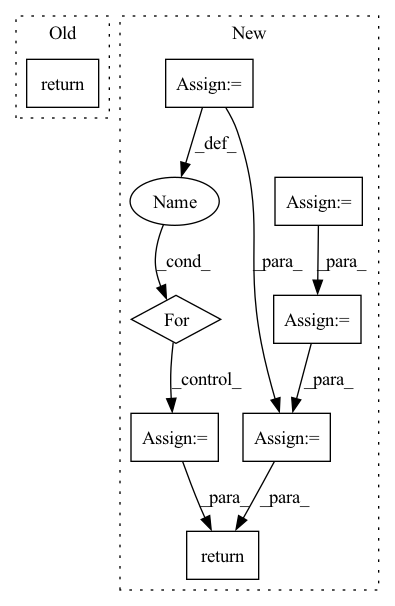 Old
New
return
Assign:=
_def_
Name
Assign:=
_cond_
_para_
_para_
For
Assign:=
_control_
_para_
Assign:=
Assign:=
_para_
_para_
return